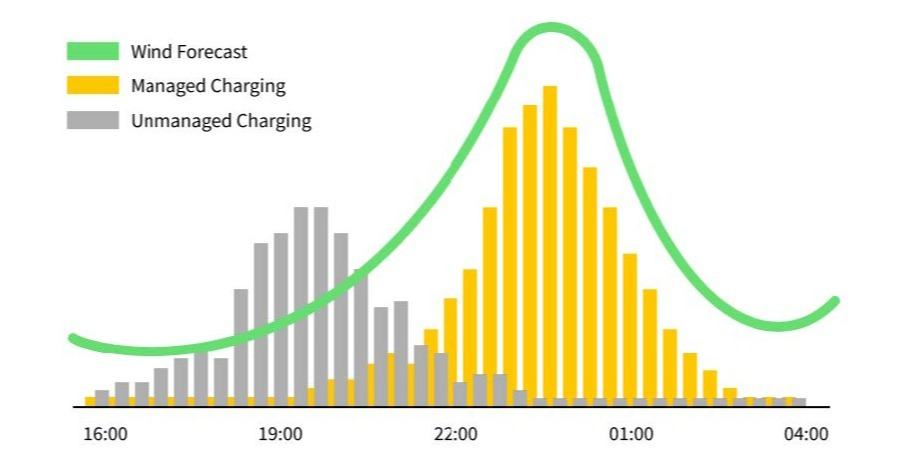 Wind Forecast
Managed Charging
Unmanaged Charging
16:00 19:00 22:00 01:00 04:00